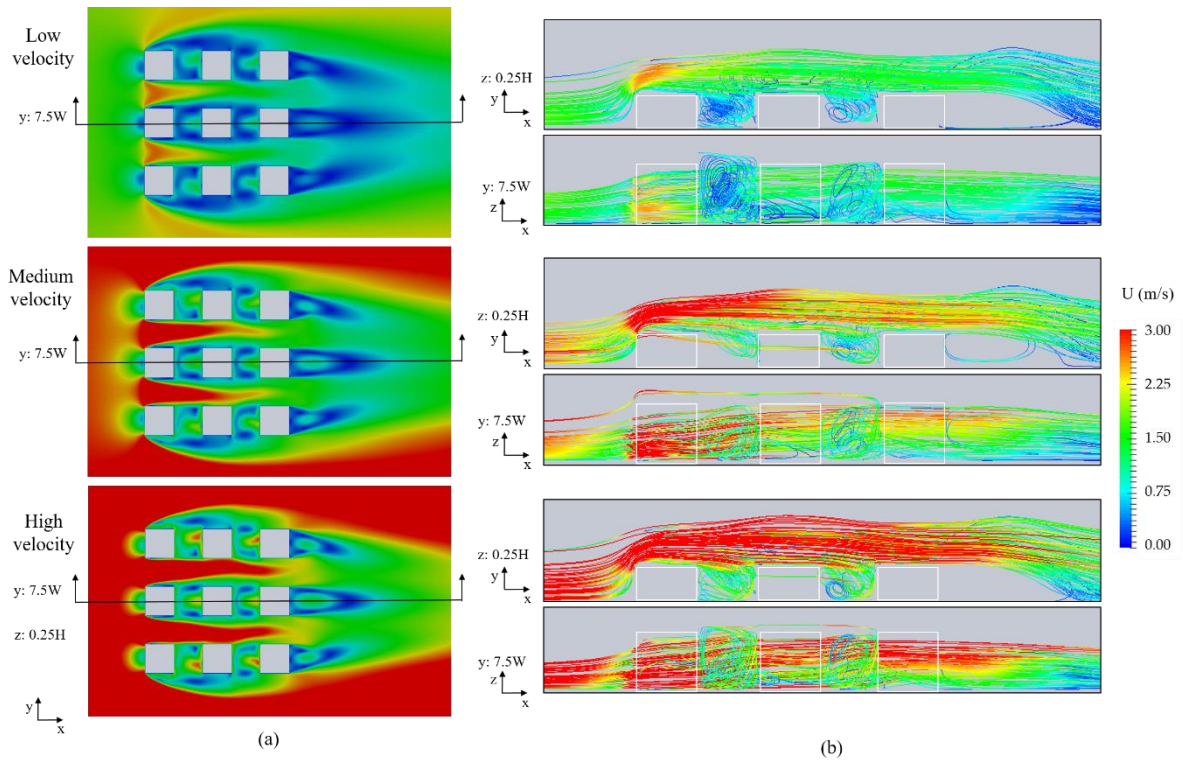 Low
velocity
y: 7.5W
z: 0.25H
y
x
y: 7.5W
z
x
Medium
velocity
y: 7.5W
z: 0.25H
y
x
y: 7.5W
z
x
U (m/s)
3.00
2.25
1.50
0.75
0.00
High
velocity
y: 7.5W
z: 0.25H
y
x
z: 0.25H
y
x
y: 7.5W
z
x
(a)
(b)